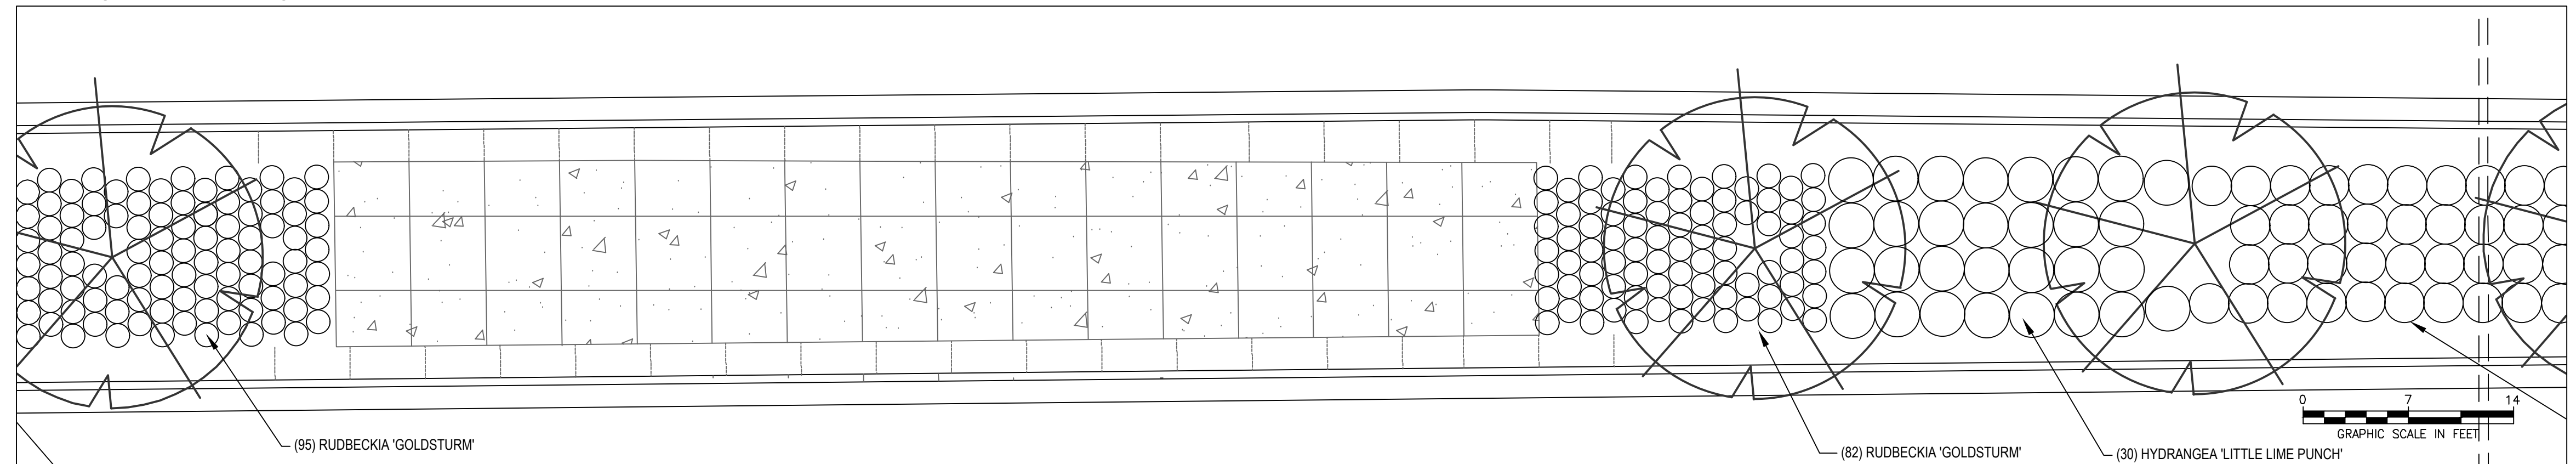 (95) RUDBECKIA 'GOLDSTURM'
(82) RUDBECKIA 'GOLDSTURM'
(30) HYDRANGEA 'LITTLE LIME PUNCH'
0 7 14
GRAPHIC SCALE IN FEET